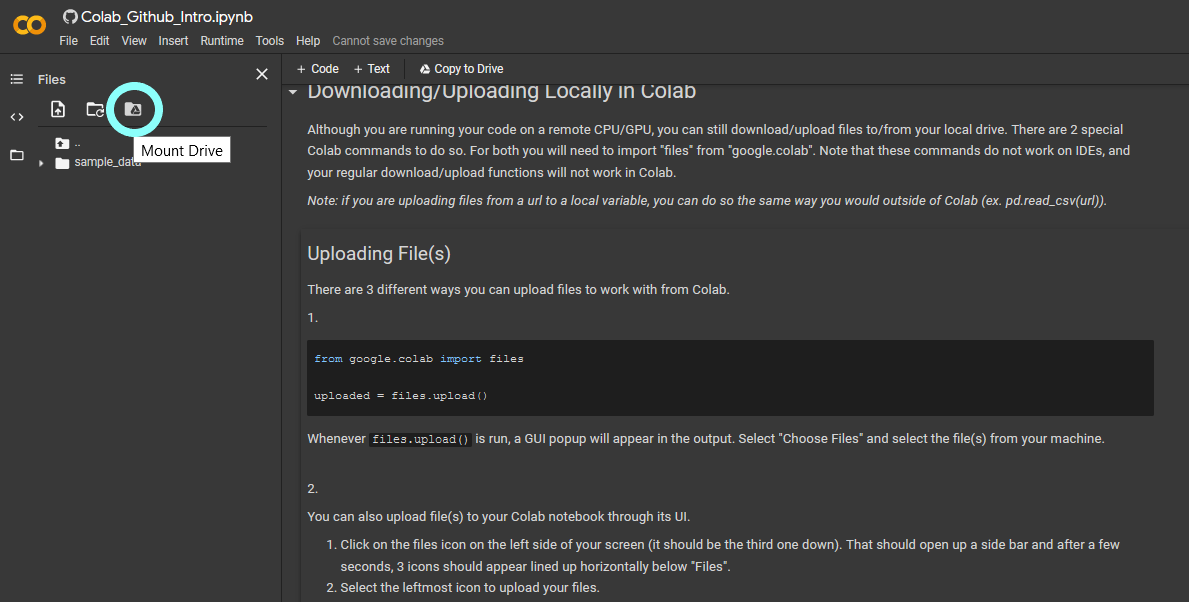 Colab_Github_Intro.ipynb
File Edit View Insert Runtime Tools Help Cannot save changes
Files
+ Code + Text Copy to Drive
..
sample_data
Mount Drive
Downloading/Uploading Locally in Colab
Although you are running your code on a remote CPU/GPU, you can still download/upload files to/from your local drive. There are 2 special
Colab commands to do so. For both you will need to import "files" from "google.colab". Note that these commands do not work on IDEs, and
your regular download/upload functions will not work in Colab.
Note: if you are uploading files from a url to a local variable, you can do so the same way you would outside of Colab (ex. pd.read_csv(url)).
Uploading File(s)
There are 3 different ways you can upload files to work with from Colab.
1.
from google.colab import files
uploaded = files.upload()
Whenever files.upload() is run, a GUI popup will appear in the output. Select "Choose Files" and select the file(s) from your machine.
2.
You can also upload file(s) to your Colab notebook through its UI.
1. Click on the files icon on the left side of your screen (it should be the third one down). That should open up a side bar and after a few
seconds, 3 icons should appear lined up horizontally below "Files".
2. Select the leftmost icon to upload your files.